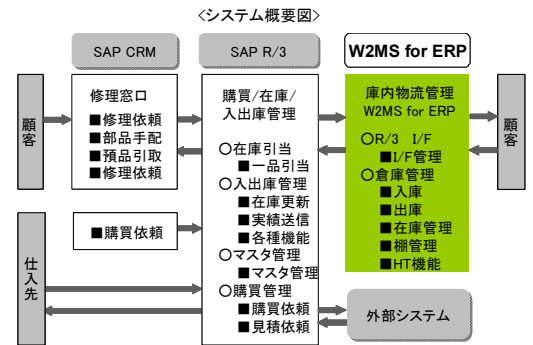 <システム概要図>
SAP CRM
SAP R/3
W2MS for ERP
顧客
修理窓口
■修理依頼
■部品手配
■預品引取
■修理依頼
■購買依頼
仕入先
購買/在庫/
入出庫管理
○在庫引当
■一品引当
○入出庫管理
■在庫更新
■実績送信
■各種機能
○マスタ管理
■マスタ管理
○購買管理
■購買依頼
■見積依頼
庫内物流管理
W2MS for ERP
○R/3 I/F
■I/F管理
○倉庫管理
■入庫
■出庫
■在庫管理
■棚管理
■HT機能
顧客
外部システム